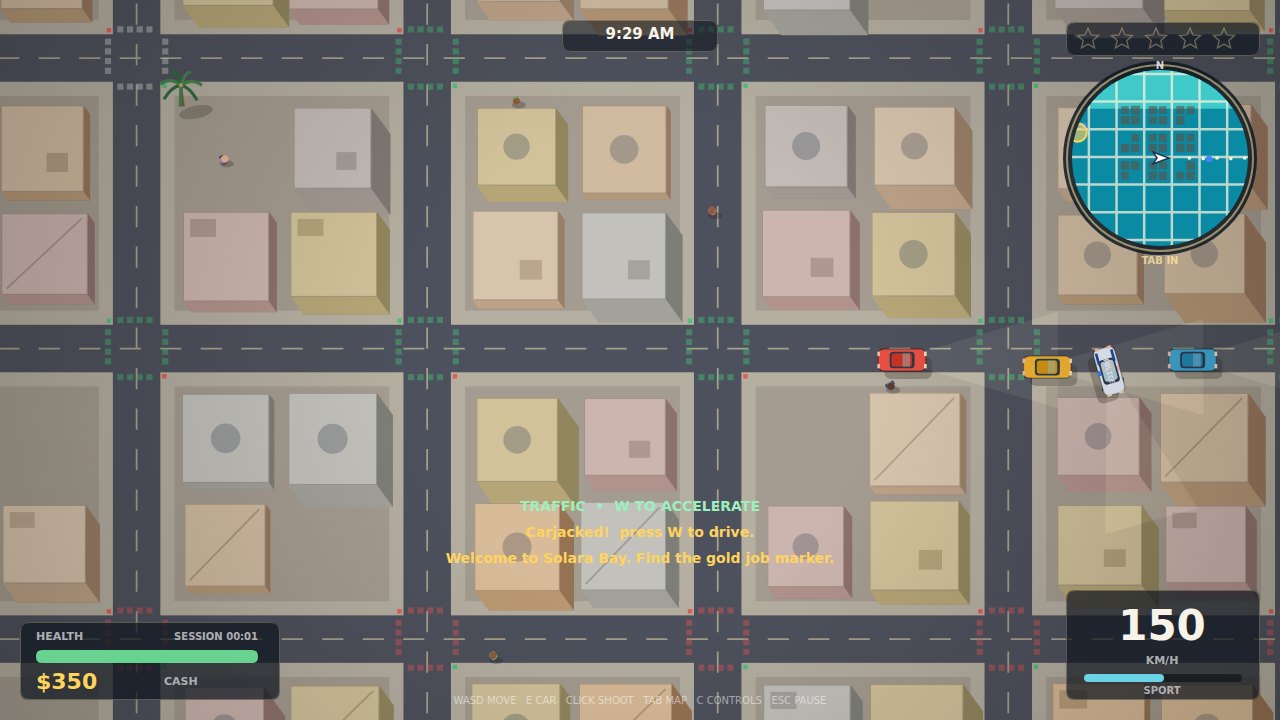 9:29 AM
N
TAB IN
TRAFFIC • W TO ACCELERATE
Carjacked! press W to drive.
Welcome to Solara Bay. Find the gold job marker.
HEALTH
SESSION 00:01
$350
CASH
150
KM/H
SPORT
WASD MOVE E CAR CLICK SHOOT TAB MAP C CONTROLS ESC PAUSE